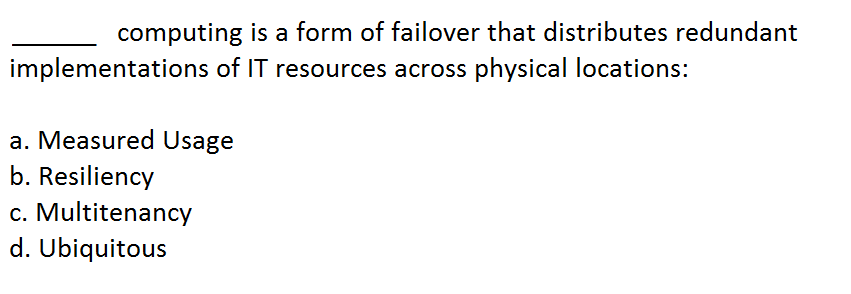 ______ computing is a form of failover that distributes redundant
implementations of IT resources across physical locations:
a. Measured Usage
b. Resiliency
c. Multitenancy
d. Ubiquitous